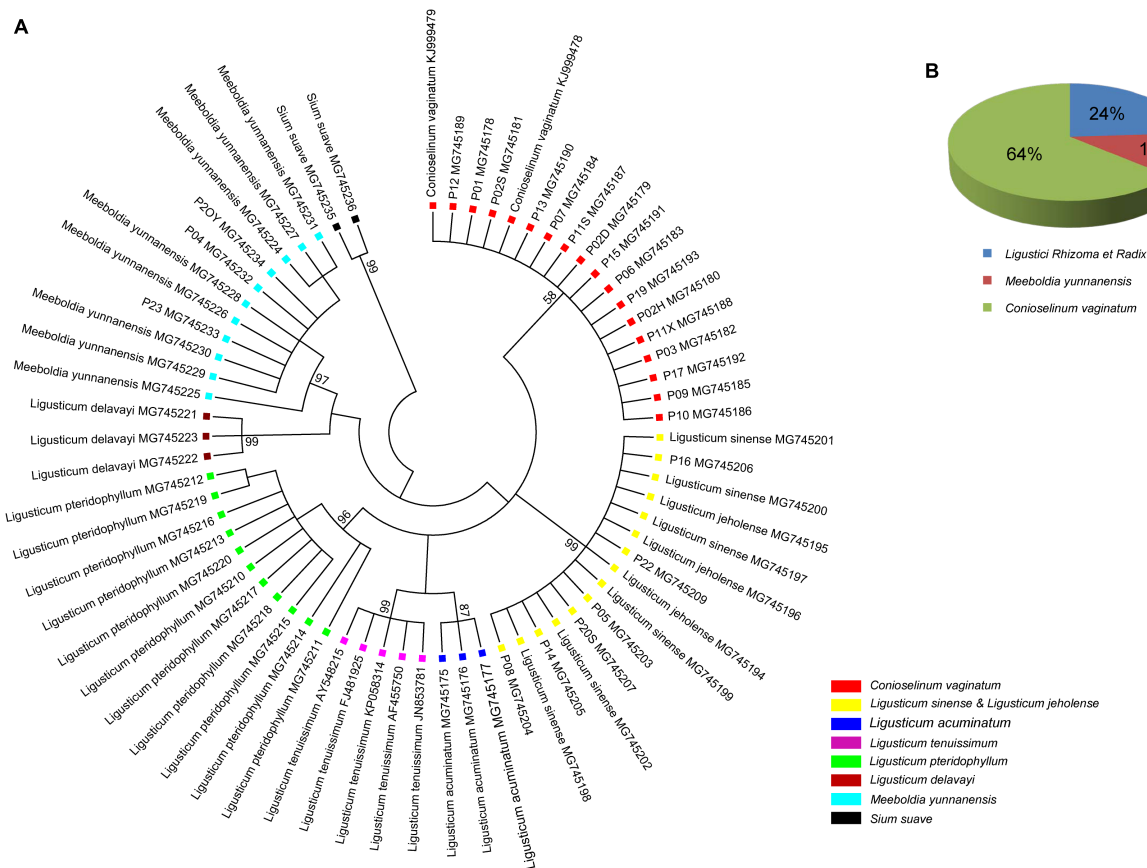 A
Conioselinum vaginatum KJ999479
P12 MG745189
P01 MG745178
P02S MG745181
Conioselinum vaginatum KJ999478
P13 MG745190
P07 MG745184
P11S MG745187
P02D MG745179
P15 MG745191
P06 MG745183
P19 MG745193
P02H MG745180
P11X MG745188
P03 MG745182
P17 MG745192
P09 MG745185
P10 MG745186
Ligusticum sinense MG745201
P16 MG745206
Ligusticum sinense MG745200
Ligusticum jeholense MG745195
Ligusticum sinense MG745197
Ligusticum jeholense MG745196
P22 MG745209
Ligusticum jeholense MG745194
Ligusticum sinense MG745199
P05 MG745203
P20S MG745207
Ligusticum sinense MG745202
P14 MG745205
Ligusticum sinense MG745198
P08 MG745204
Ligusticum acuminatum MG745177
Ligusticum acuminatum MG745176
Ligusticum acuminatum MG745175
Ligusticum tenuissimum JN853781
Ligusticum tenuissimum AF455750
Ligusticum tenuissimum KP058314
Ligusticum tenuissimum FJ481925
Ligusticum tenuissimum AY548215
Ligusticum pteridophyllum MG745211
Ligusticum pteridophyllum MG745214
Ligusticum pteridophyllum MG745215
Ligusticum pteridophyllum MG745218
Ligusticum pteridophyllum MG745217
Ligusticum pteridophyllum MG745210
Ligusticum pteridophyllum MG745220
Ligusticum pteridophyllum MG745213
Ligusticum pteridophyllum MG745216
Ligusticum pteridophyllum MG745219
Ligusticum pteridophyllum MG745212
Ligusticum delavayi MG745222
Ligusticum delavayi MG745223
Ligusticum delavayi MG745221
Meeboldia yunnanensis MG745225
Meeboldia yunnanensis MG745229
Meeboldia yunnanensis MG745230
P23 MG745233
Meeboldia yunnanensis MG745226
Meeboldia yunnanensis MG745228
P04 MG745232
P2OY MG745234
Meeboldia yunnanensis MG745224
Meeboldia yunnanensis MG745227
Meeboldia yunnanensis MG745231
Sium suave MG745235
Sium suave MG745236
99
58
97
99
96
99
99
87
B
24%
1
64%
Ligustici Rhizoma et Radix
Meeboldia yunnanensis
Conioselinum vaginatum
Conioselinum vaginatum
Ligusticum sinense & Ligusticum jeholense
Ligusticum acuminatum
Ligusticum tenuissimum
Ligusticum pteridophyllum
Ligusticum delavayi
Meeboldia yunnanensis
Sium suave